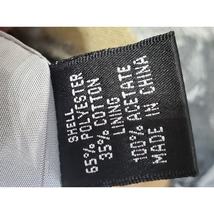 SHELL
65% POLYESTER
35% COTTON
LINING
100% ACETATE
MADE IN CHINA